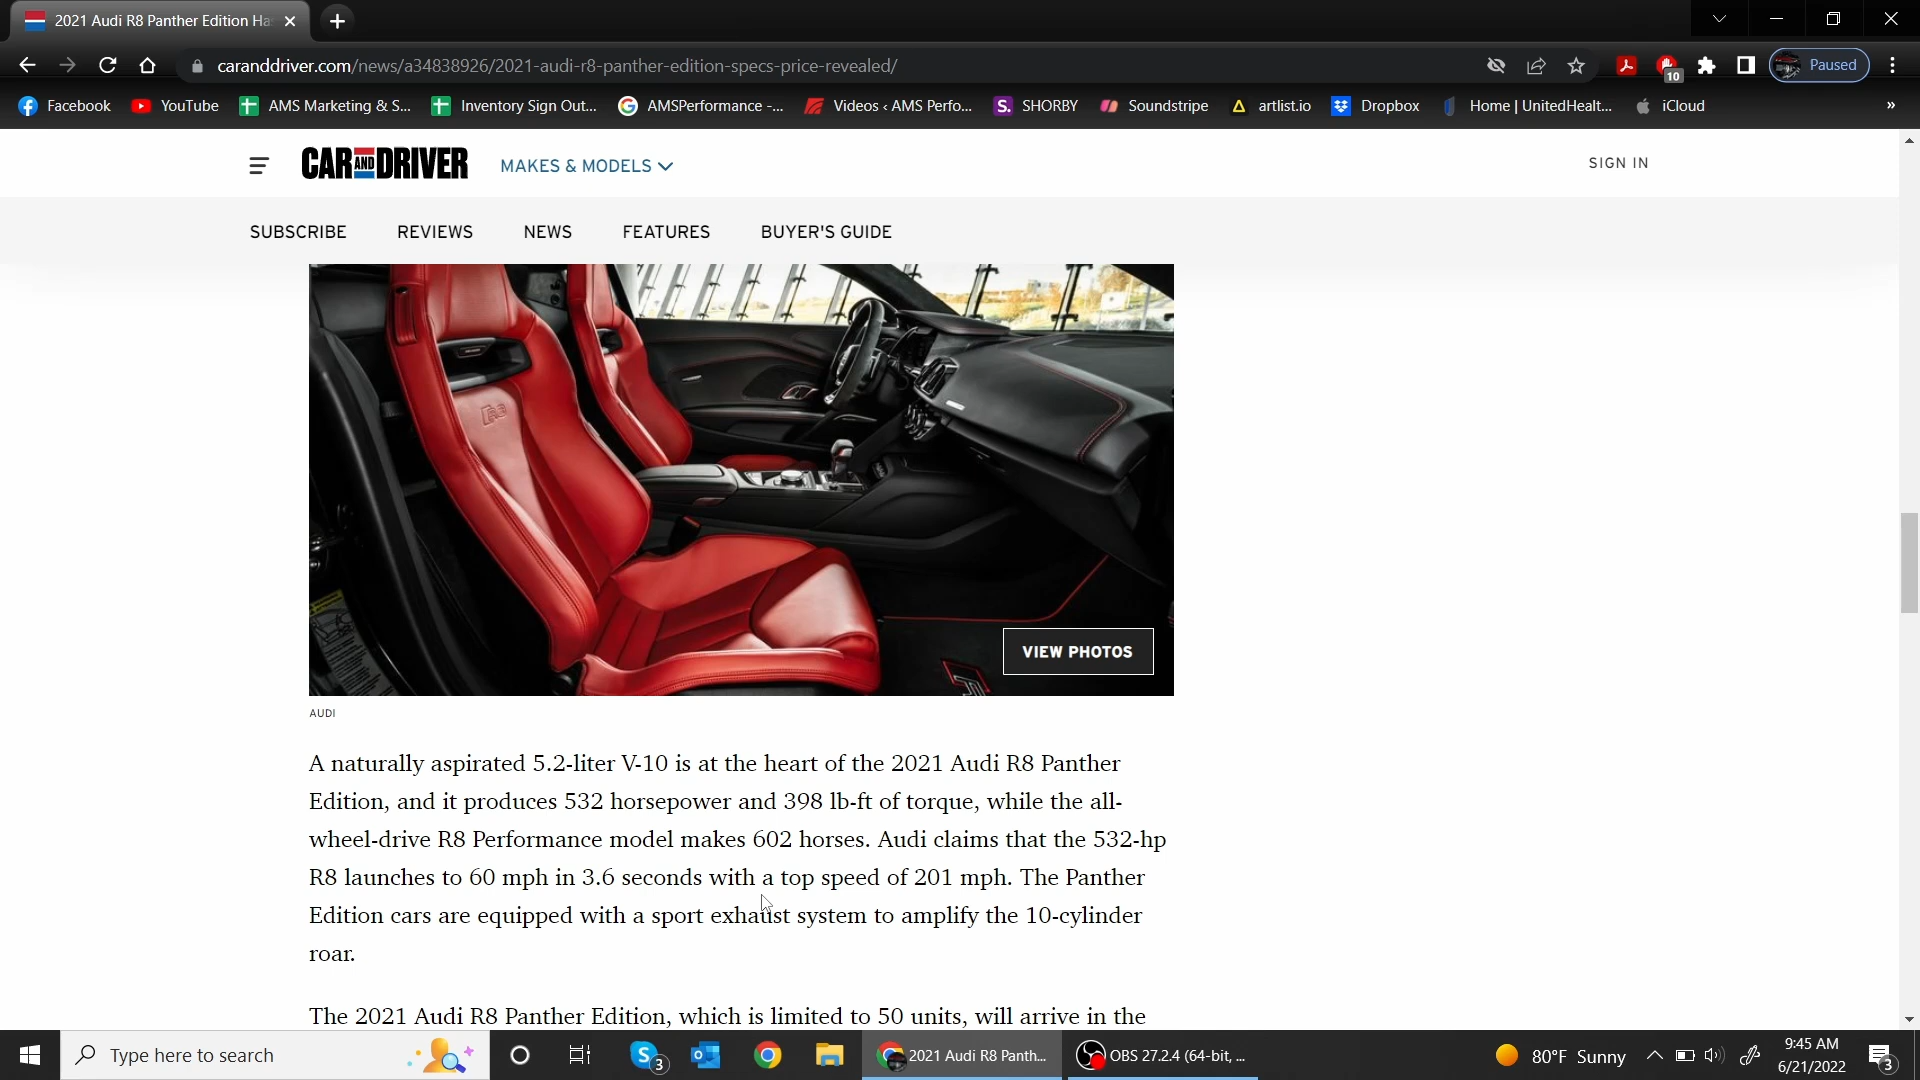 2021 Audi R8 Panther Edition Ha
caranddriver.com/news/a34838926/2021-audi-r8-panther-edition-specs-price-revealed/
10
Paused
Facebook
YouTube
AMS Marketing & S...
Inventory Sign Out...
AMSPerformance -...
Videos ‹ AMS Perfo...
S.
SHORBY
Soundstripe
artlist.io
Dropbox
Home | UnitedHealt...
iCloud
»
CAR AND DRIVER
MAKES & MODELS
SIGN IN
SUBSCRIBE
REVIEWS
NEWS
FEATURES
BUYER'S GUIDE
R8
VIEW PHOTOS
AUDI
A naturally aspirated 5.2-liter V-10 is at the heart of the 2021 Audi R8 Panther
Edition, and it produces 532 horsepower and 398 lb-ft of torque, while the all-
wheel-drive R8 Performance model makes 602 horses. Audi claims that the 532-hp
R8 launches to 60 mph in 3.6 seconds with a top speed of 201 mph. The Panther
Edition cars are equipped with a sport exhaust system to amplify the 10-cylinder
roar.
The 2021 Audi R8 Panther Edition, which is limited to 50 units, will arrive in the
Type here to search
3
2021 Audi R8 Panth...
OBS 27.2.4 (64-bit, ...
80°F Sunny
9:45 AM
6/21/2022
3